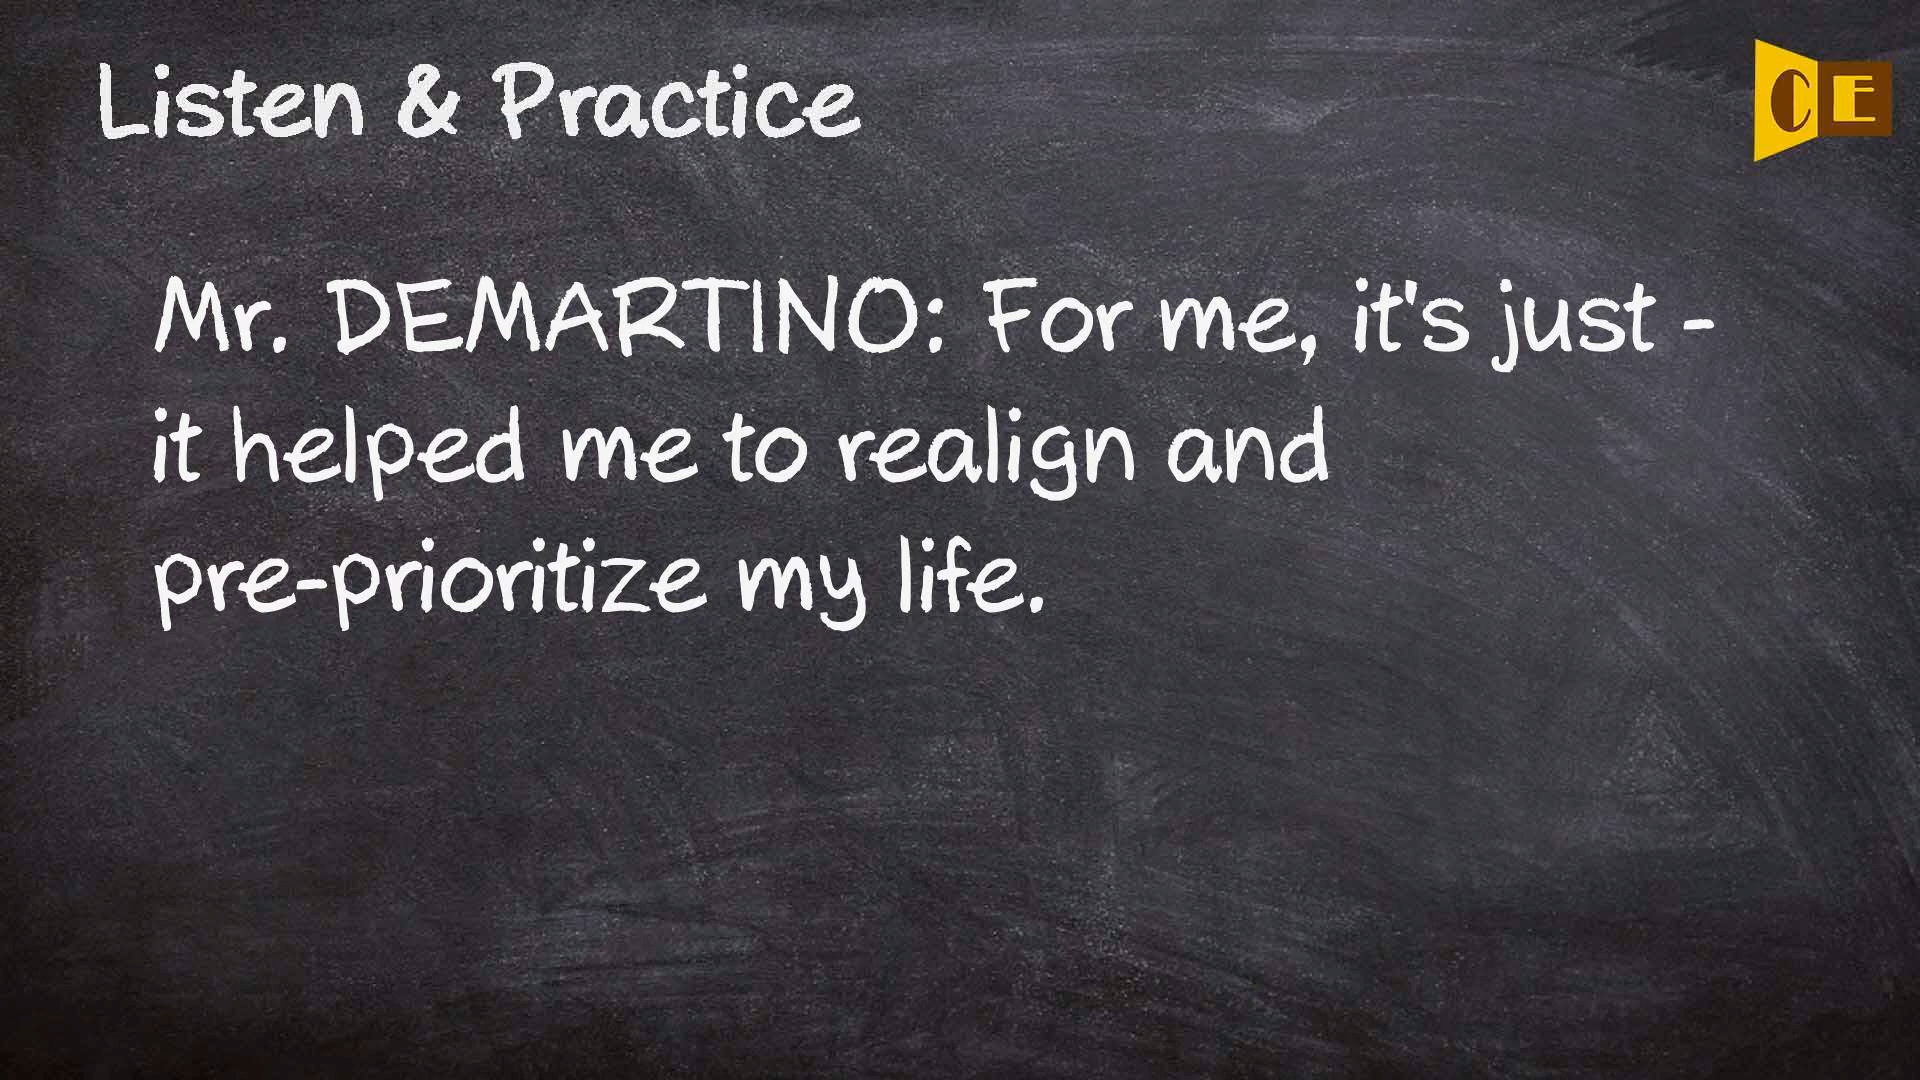 Listen & Practice
CE
Mr. DEMARTINO: For me, it's just -
it helped me to realign and
pre-prioritize my life.